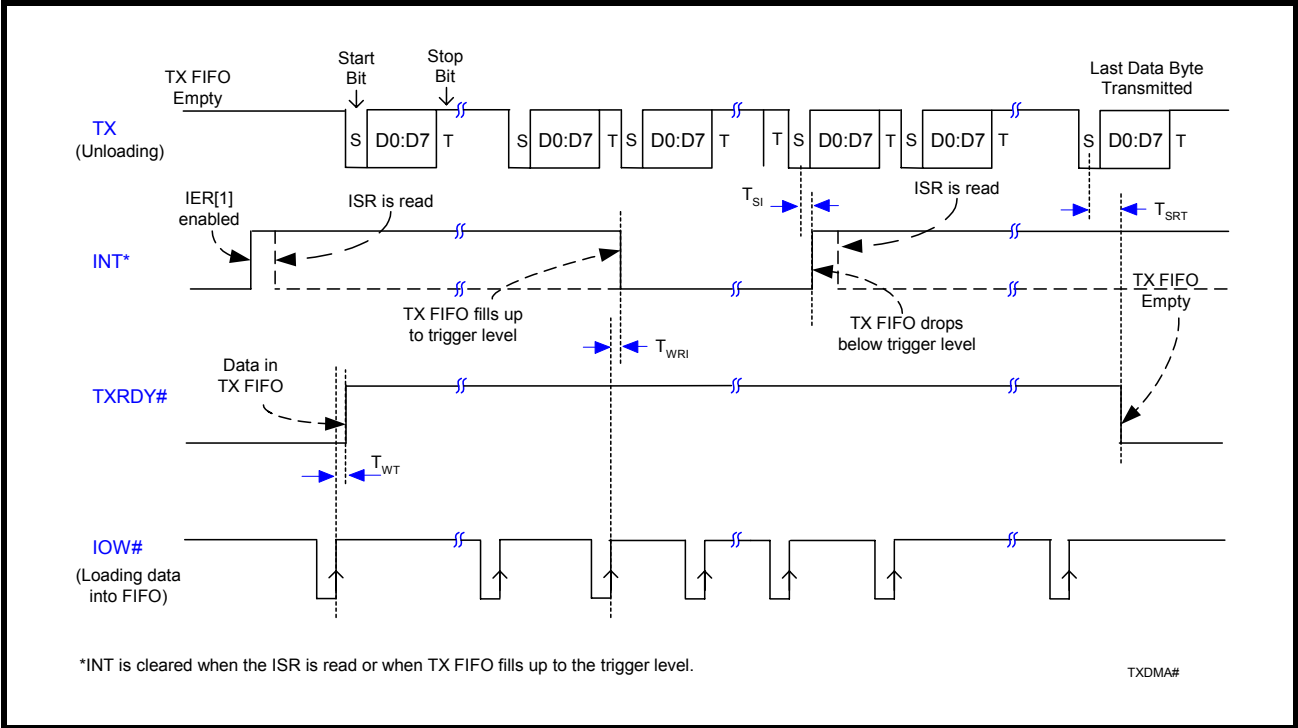 Start
Bit
Stop
Bit
TX FIFO
Empty
Last Data Byte
Transmitted
TX
(Unloading)
S D0:D7 T S D0:D7 T S D0:D7 T T S D0:D7 T S D0:D7 T S D0:D7 T
IER[1]
enabled
ISR is read
TSI
ISR is read
TSRT
INT*
TX FIFO fills up
to trigger level
TX FIFO drops
below trigger level
TX FIFO
Empty
TWRI
Data in
TX FIFO
TXRDY#
TWT
IOW#
(Loading data
into FIFO)
*INT is cleared when the ISR is read or when TX FIFO fills up to the trigger level.
TXDMA#